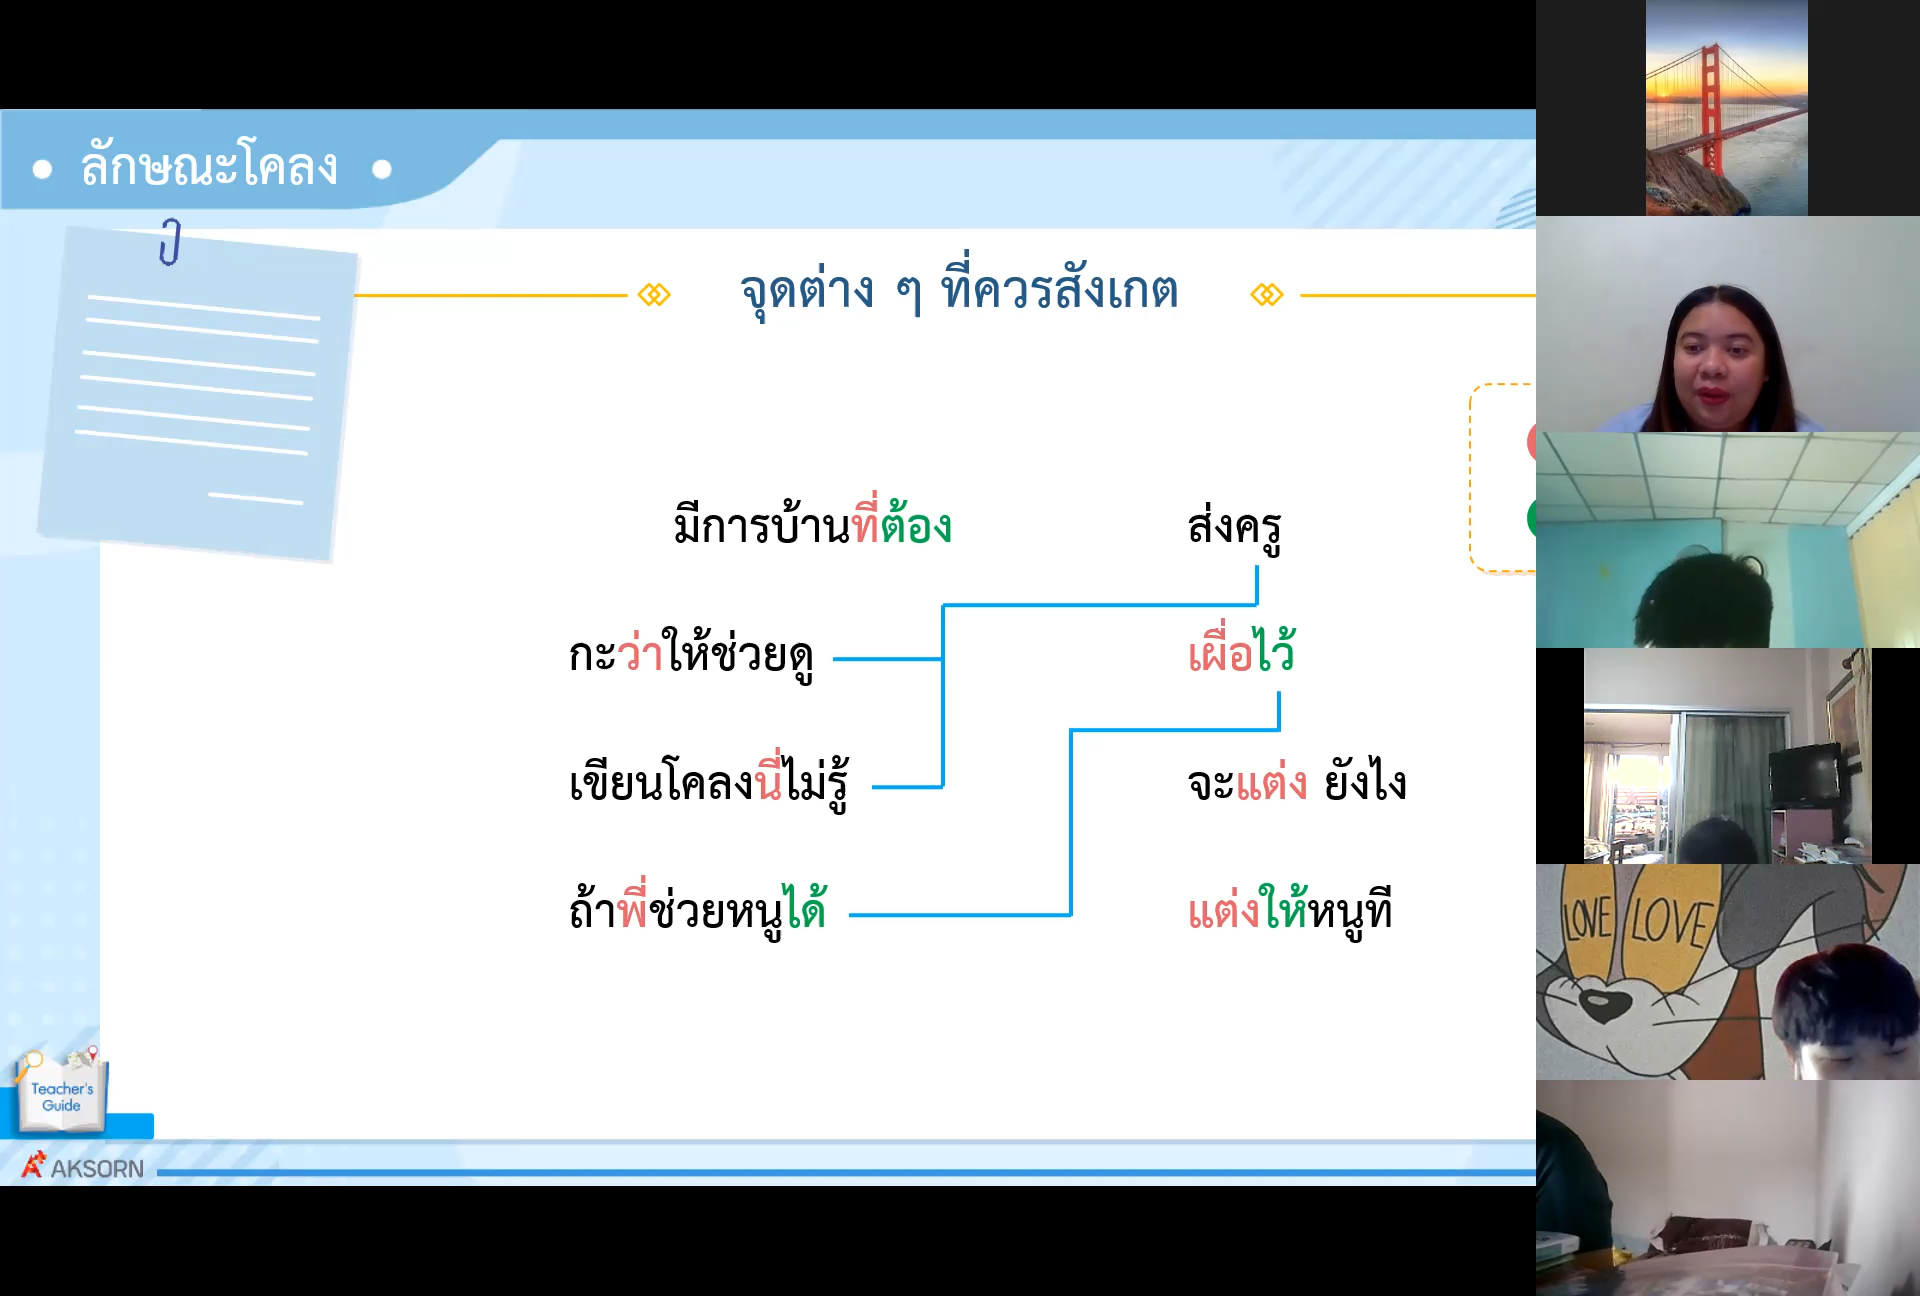 ลักษณะโคลง
จุดต่าง ๆ ที่ควรสังเกต
มีการบ้านที่ต้อง ส่งครู
กะว่าให้ช่วยดู เผื่อไว้
เขียนโคลงนี่ไม่รู้ จะแต่ง ยังไง
ถ้าพี่ช่วยหนูได้ แต่งให้หนูที
Teacher's
Guide
AKSORN
LOVE LOVE